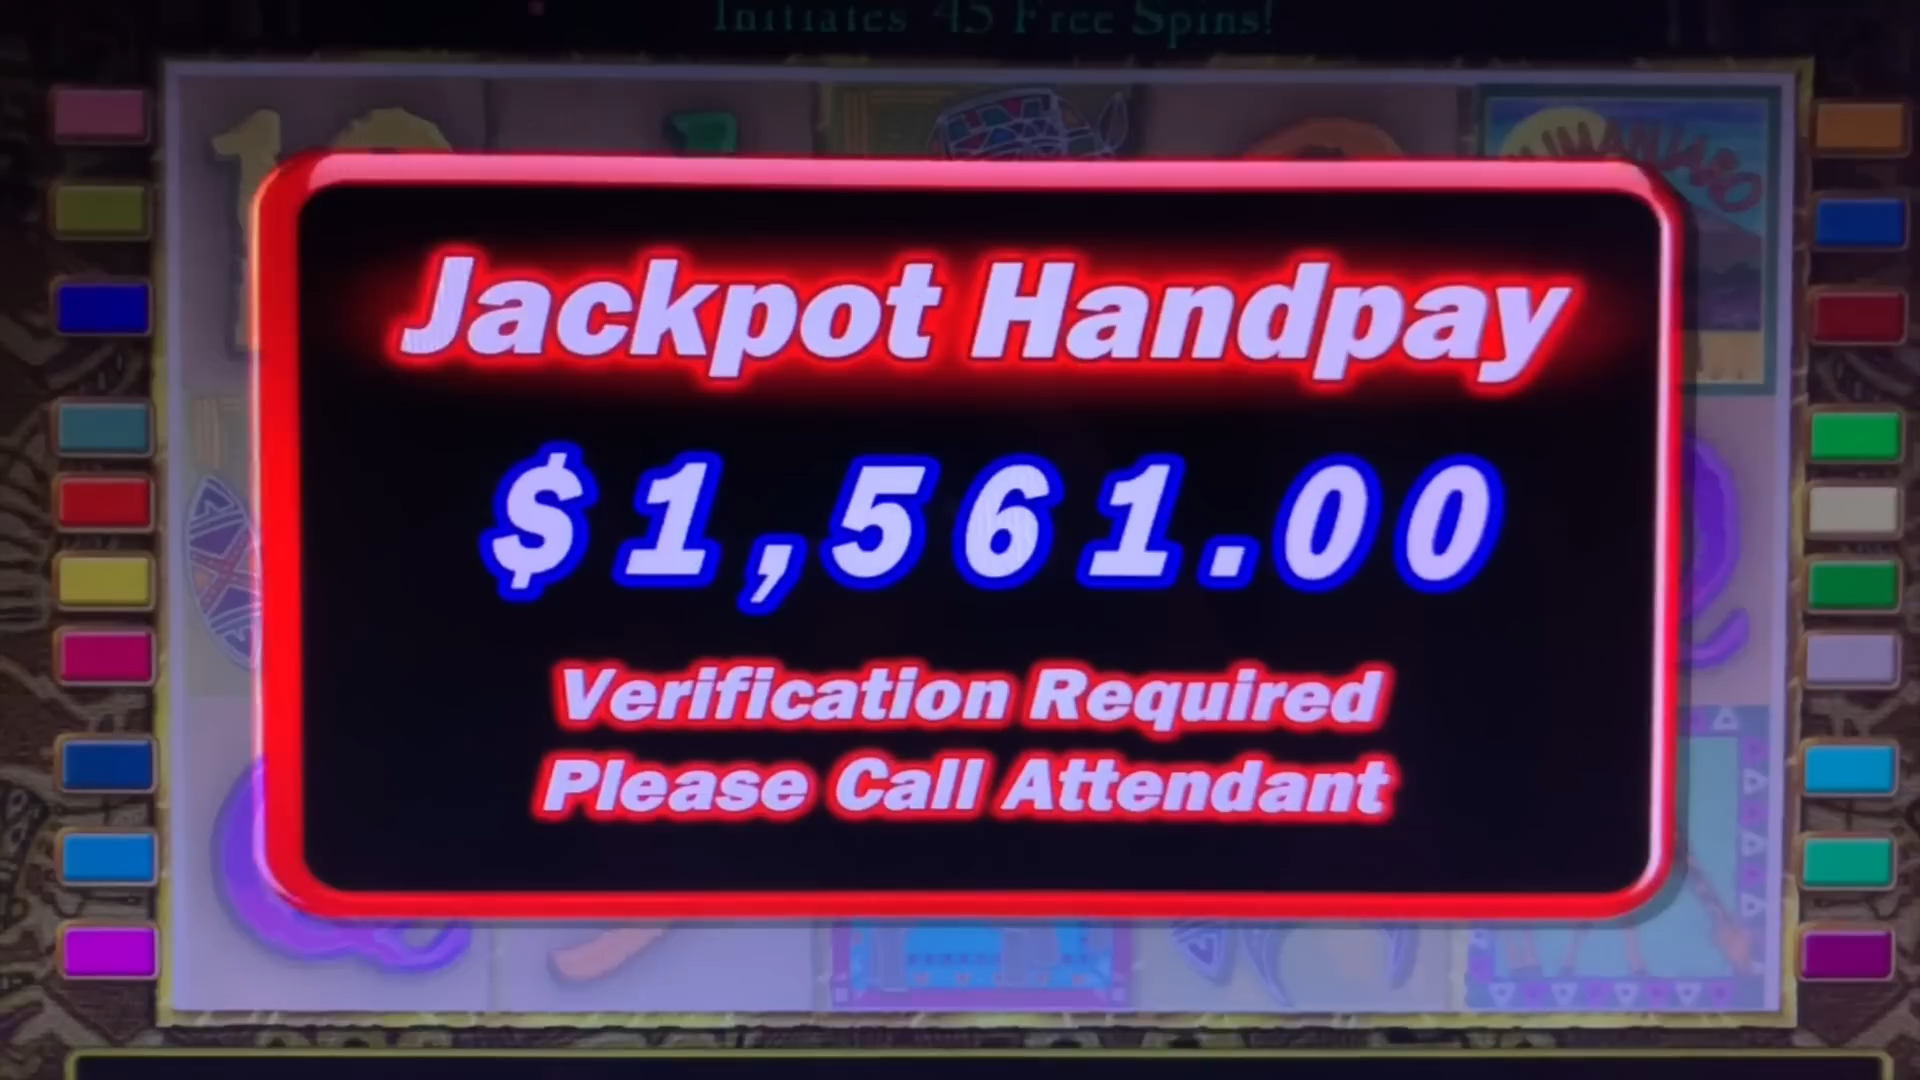 Initiates 45 Free Spins!
Jackpot Handpay
$1,561.00
Verification Required
Please Call Attendant